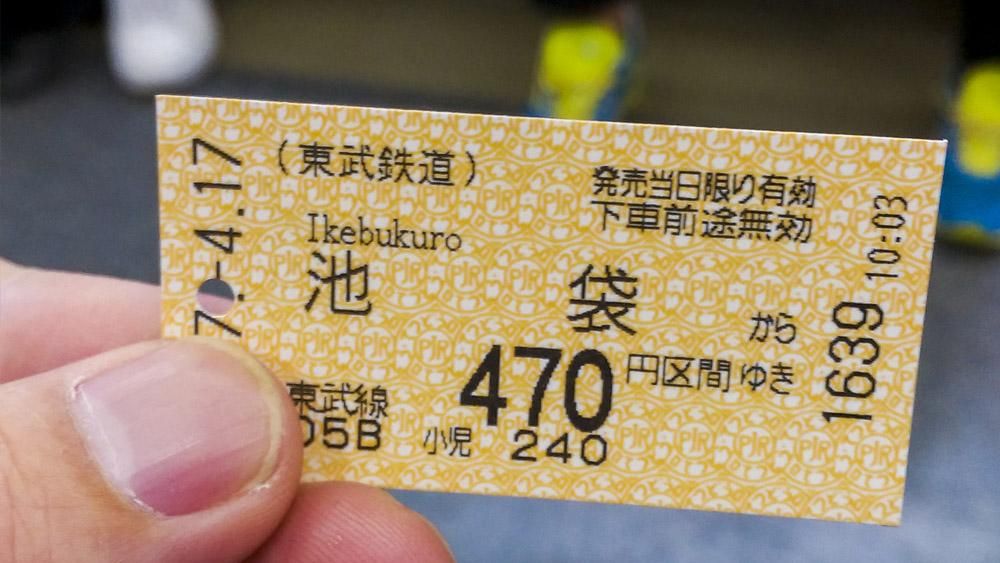 （東武鉄道）
発売当日限り有効
下車前途無効
Ikebukuro
池 袋 から
470 円区間 ゆき
東武線
05B 小児 240
7.-4.17
1639 10:03